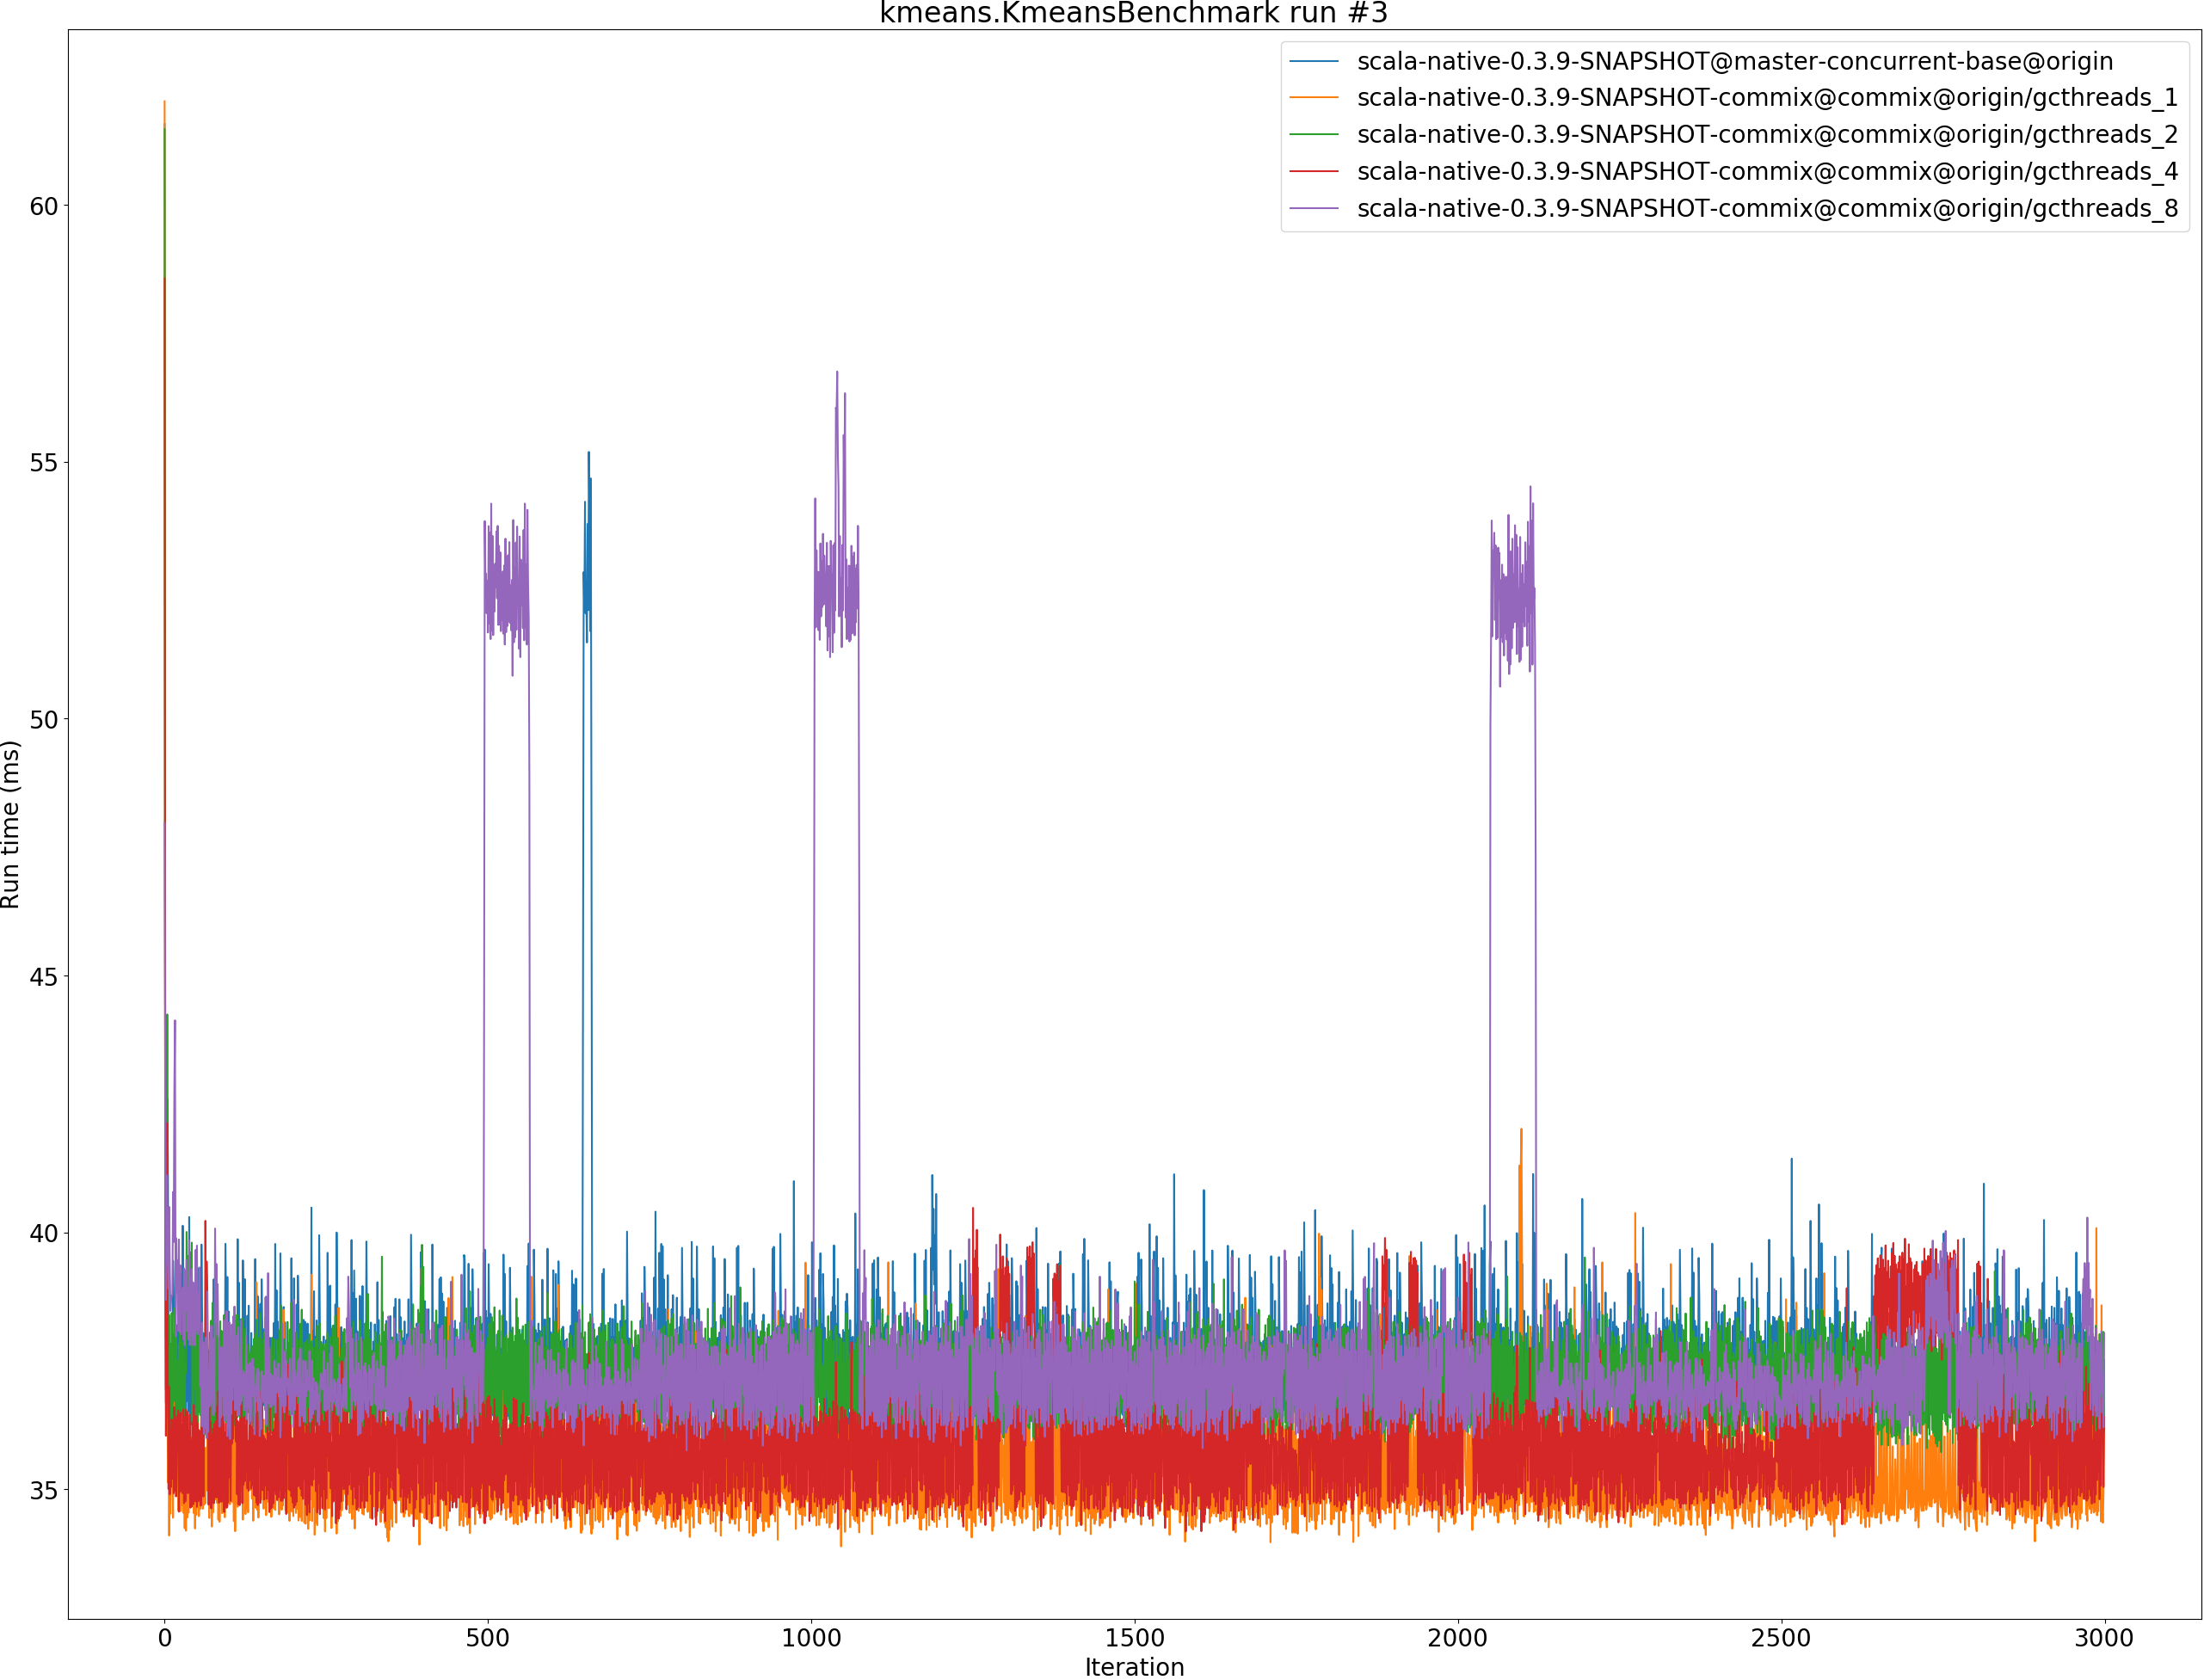 kmeans.KmeansBenchmark run #3
scala-native-0.3.9-SNAPSHOT@master-concurrent-base@origin
scala-native-0.3.9-SNAPSHOT-commix@commix@origin/gcthreads_1
scala-native-0.3.9-SNAPSHOT-commix@commix@origin/gcthreads_2
scala-native-0.3.9-SNAPSHOT-commix@commix@origin/gcthreads_4
scala-native-0.3.9-SNAPSHOT-commix@commix@origin/gcthreads_8
60
55
50
45
40
35
Run time (ms)
0 500 1000 1500 2000 2500 3000
Iteration